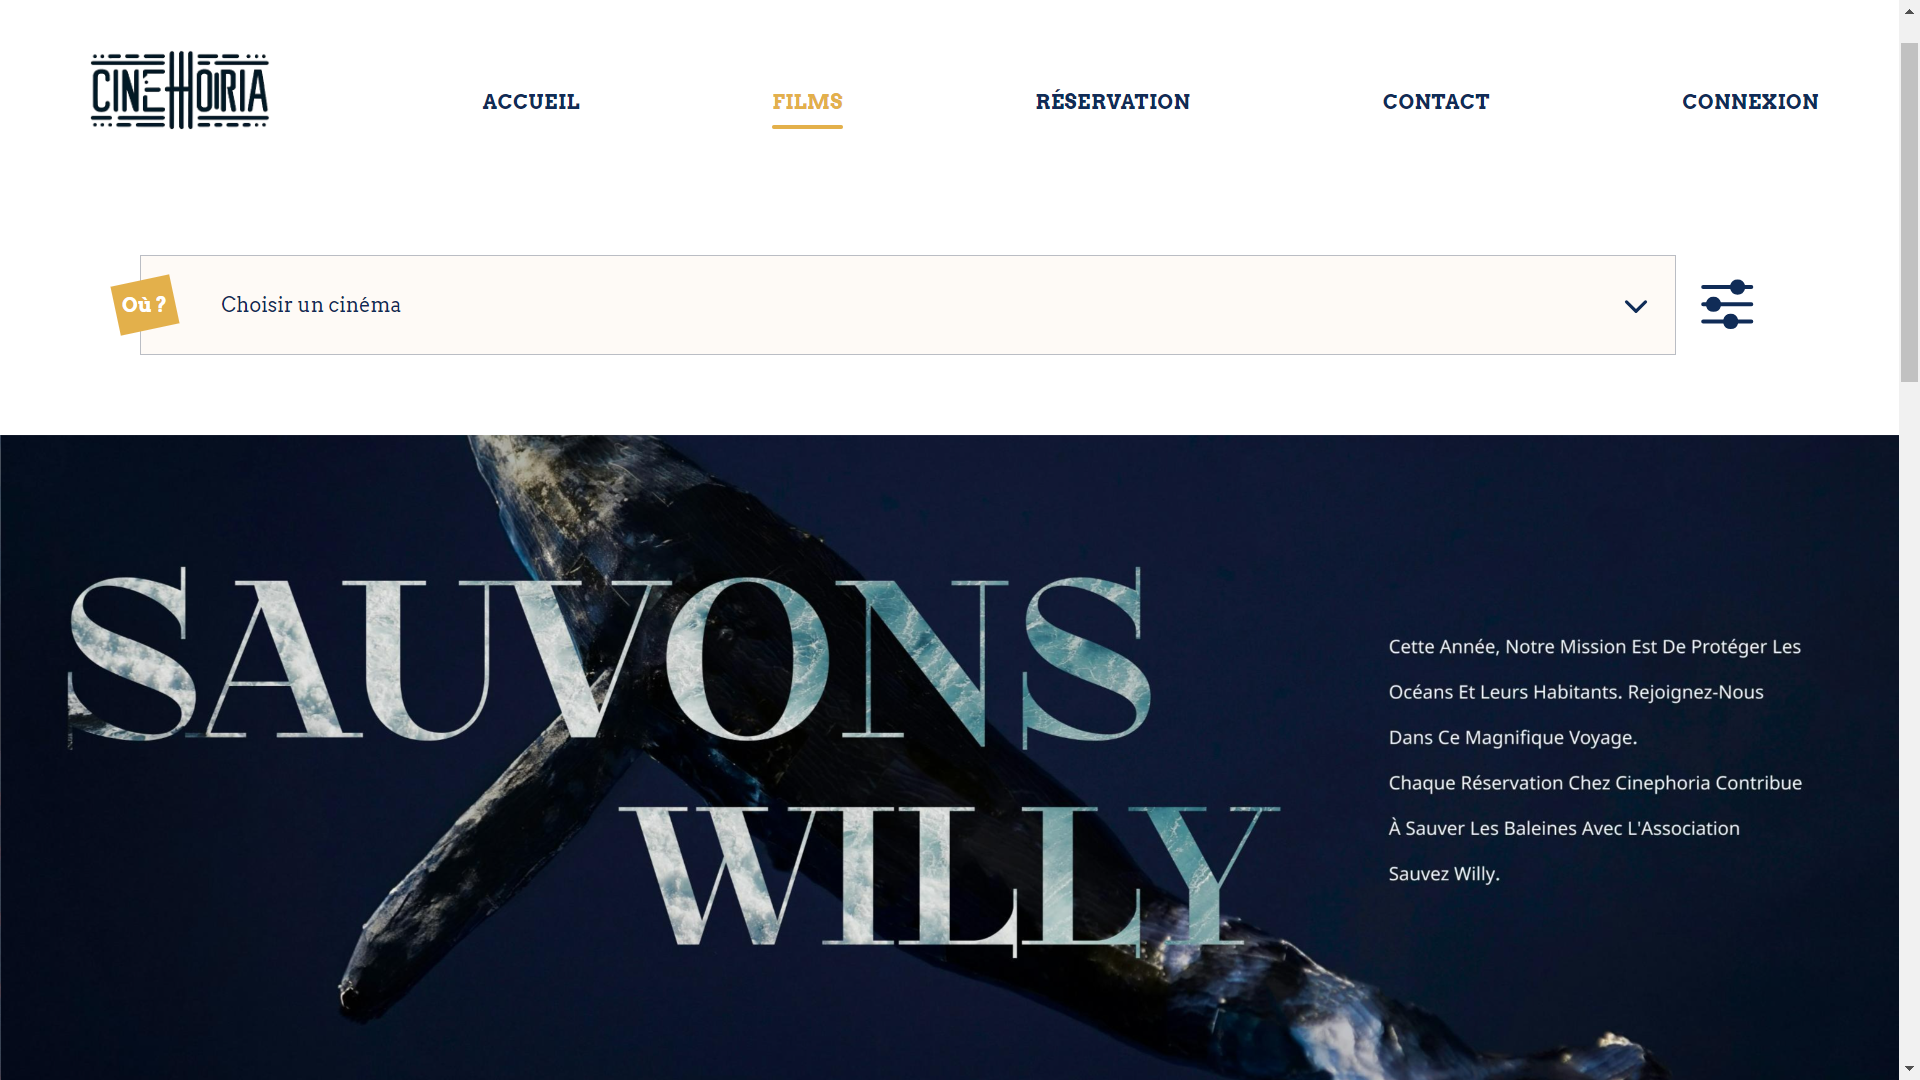 CINEHORIA
ACCUEIL
FILMS
RÉSERVATION
CONTACT
CONNEXION
Où ?
Choisir un cinéma
SAUVONS
WILLY
Cette Année, Notre Mission Est De Protéger Les
Océans Et Leurs Habitants. Rejoignez-Nous
Dans Ce Magnifique Voyage.
Chaque Réservation Chez Cinephoria Contribue
À Sauver Les Baleines Avec L'Association
Sauvez Willy.